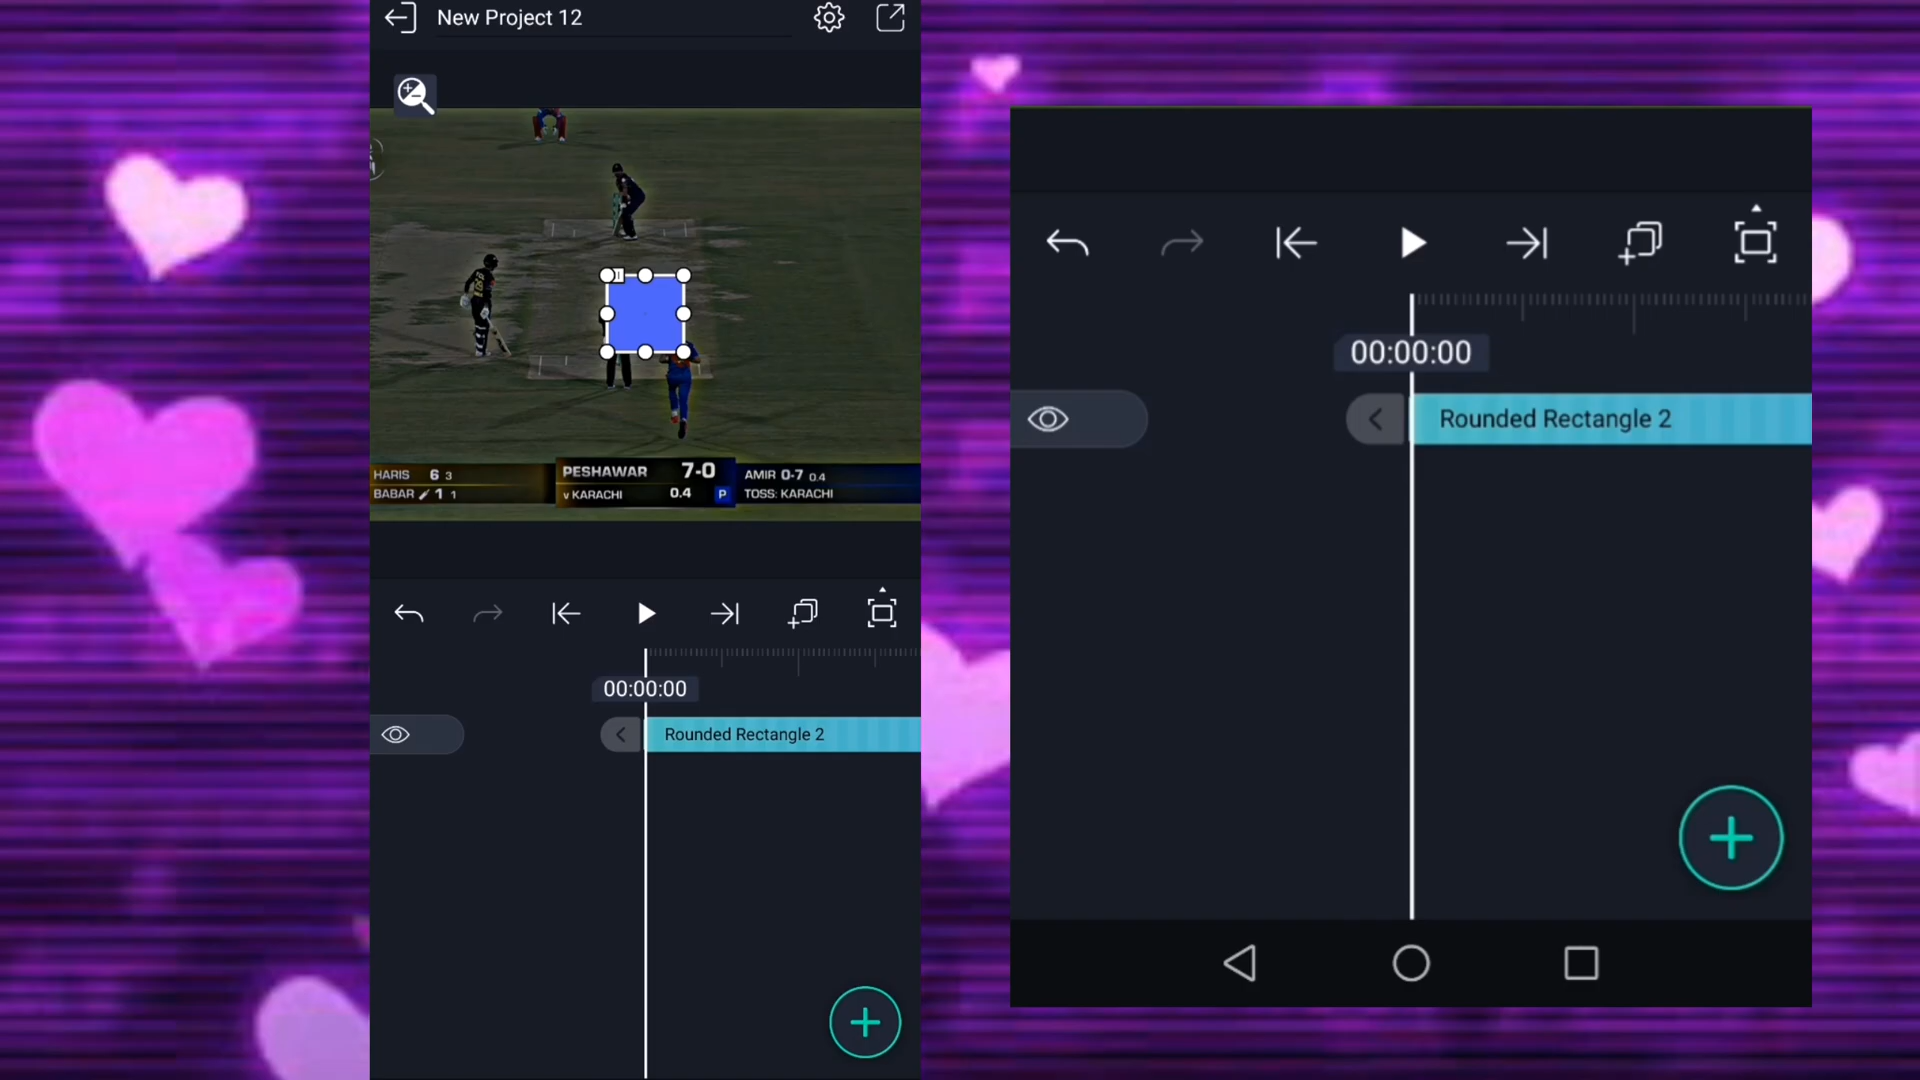 New Project 12
HARIS 6 3
BABAR 1 1
PESHAWAR 7-0
v KARACHI 0.4 P
AMIR 0-7 0.4
TOSS: KARACHI
00:00:00
Rounded Rectangle 2
00:00:00
Rounded Rectangle 2